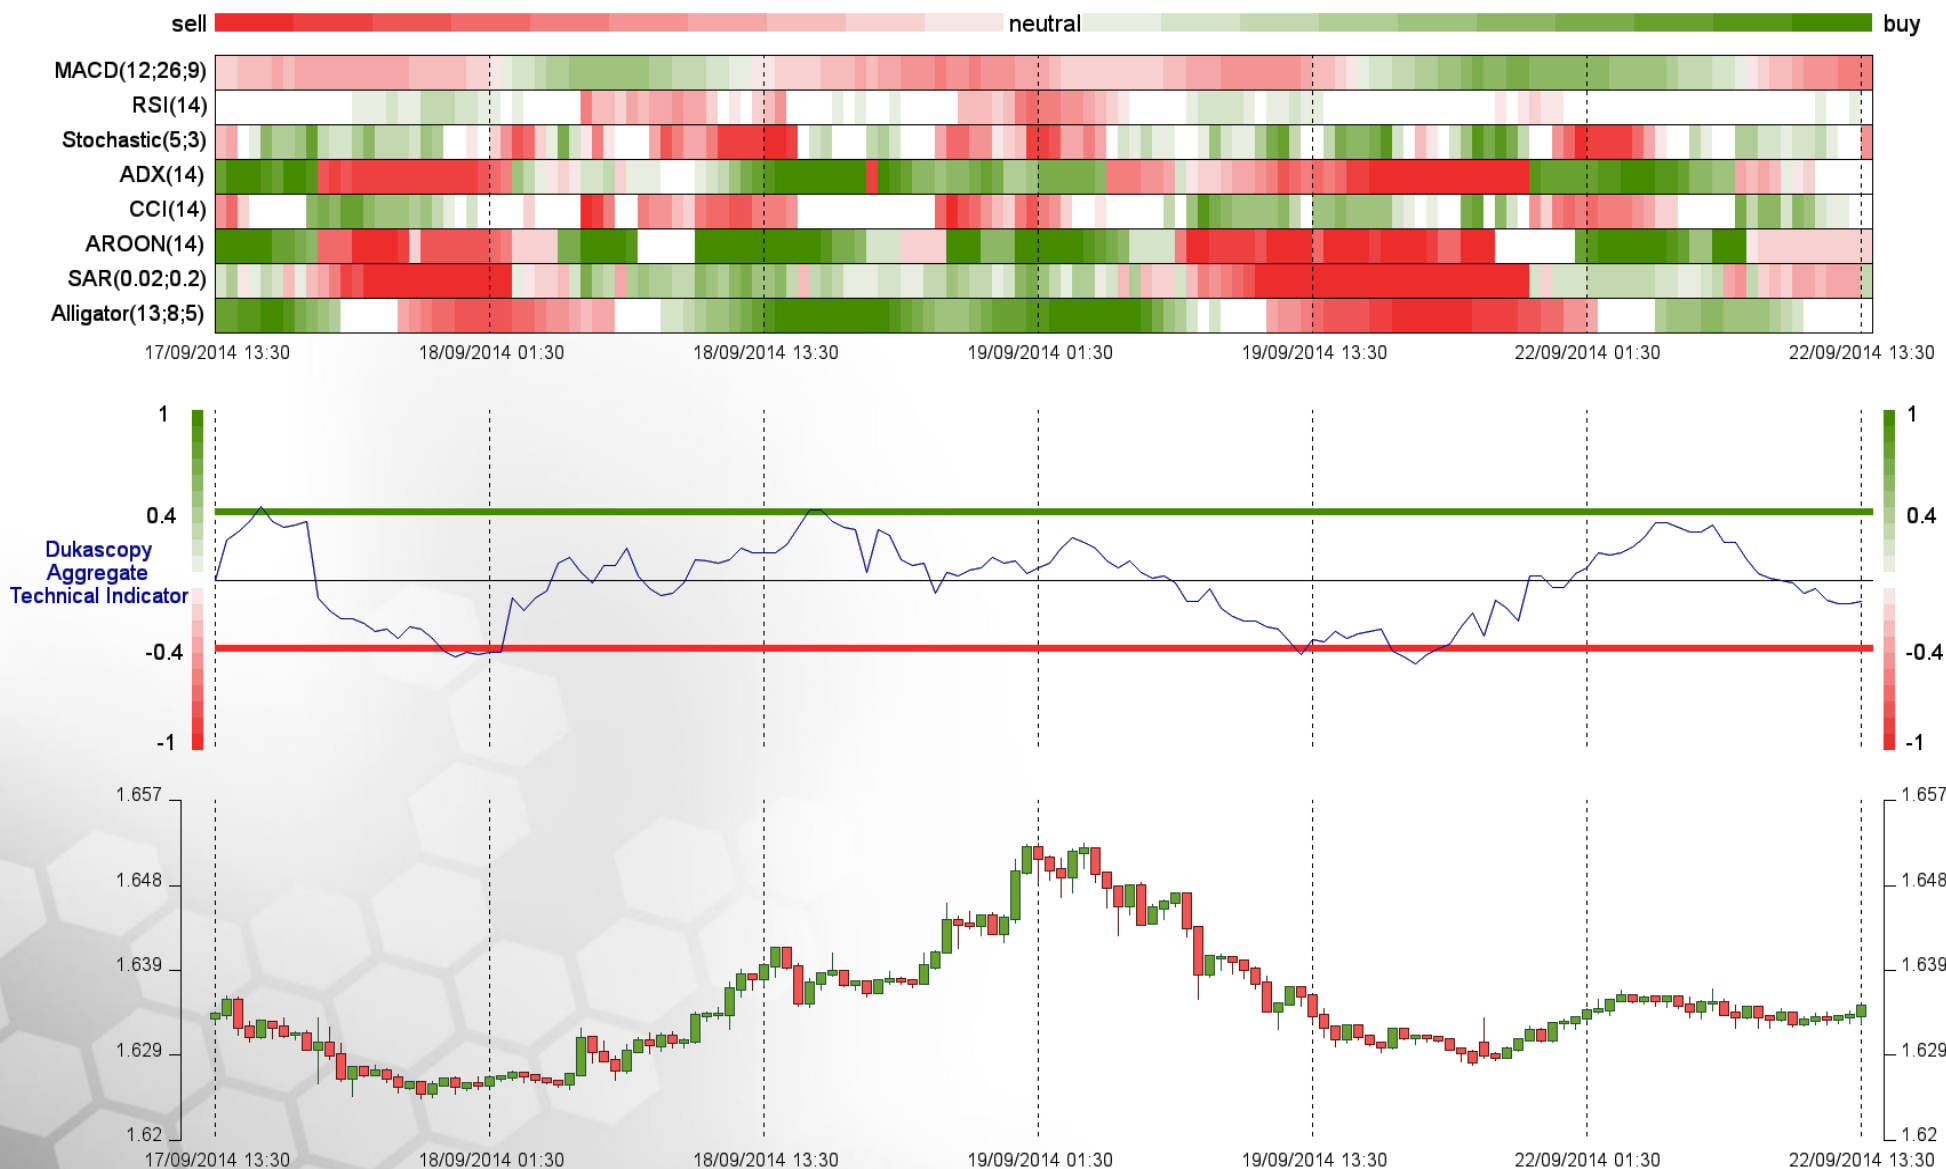 sell neutral buy
MACD(12;26;9)
RSI(14)
Stochastic(5;3)
ADX(14)
CCI(14)
AROON(14)
SAR(0.02;0.2)
Alligator(13;8;5)
17/09/2014 13:30 18/09/2014 01:30 18/09/2014 13:30 19/09/2014 01:30 19/09/2014 13:30 22/09/2014 01:30 22/09/2014 13:30
1 1
0.4 0.4
Dukascopy
Aggregate
Technical Indicator
-0.4 -0.4
-1 -1
1.657 1.657
1.648 1.648
1.639 1.639
1.629 1.629
1.62 1.62
17/09/2014 13:30 18/09/2014 01:30 18/09/2014 13:30 19/09/2014 01:30 19/09/2014 13:30 22/09/2014 01:30 22/09/2014 13:30